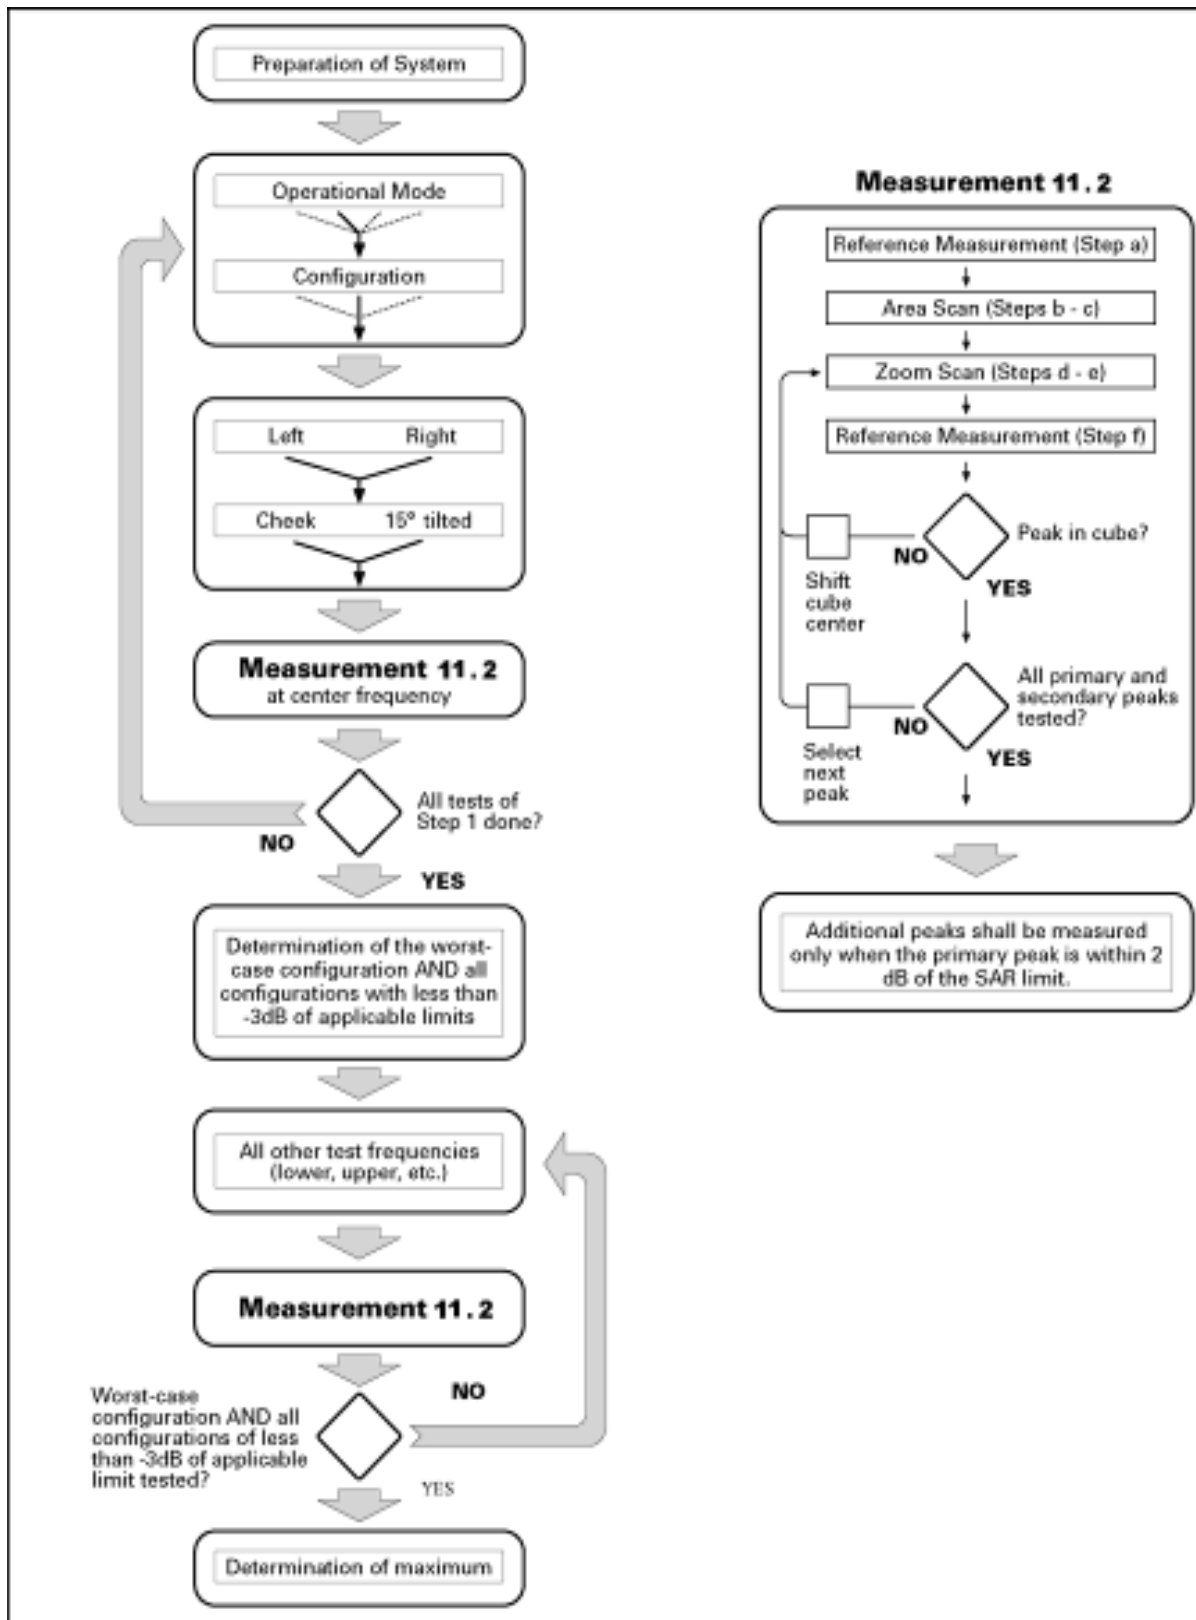 Preparation of System
Operational Mode
Configuration
Left Right
Cheek 15° tilted
Measurement 11.2
at center frequency
All tests of
Step 1 done?
NO
YES
Determination of the worst-
case configuration AND all
configurations with less than
-3dB of applicable limits
All other test frequencies
(lower, upper, etc.)
Measurement 11.2
NO
Worst-case
configuration AND all
configurations of less
than -3dB of applicable
limit tested?
YES
Determination of maximum
Measurement 11.2
Reference Measurement (Step a)
Area Scan (Steps b - c)
Zoom Scan (Steps d - e)
Reference Measurement (Step f)
Peak in cube?
NO
YES
Shift
cube
center
All primary and
secondary peaks
tested?
NO
YES
Select
next
peak
Additional peaks shall be measured
only when the primary peak is within 2
dB of the SAR limit.